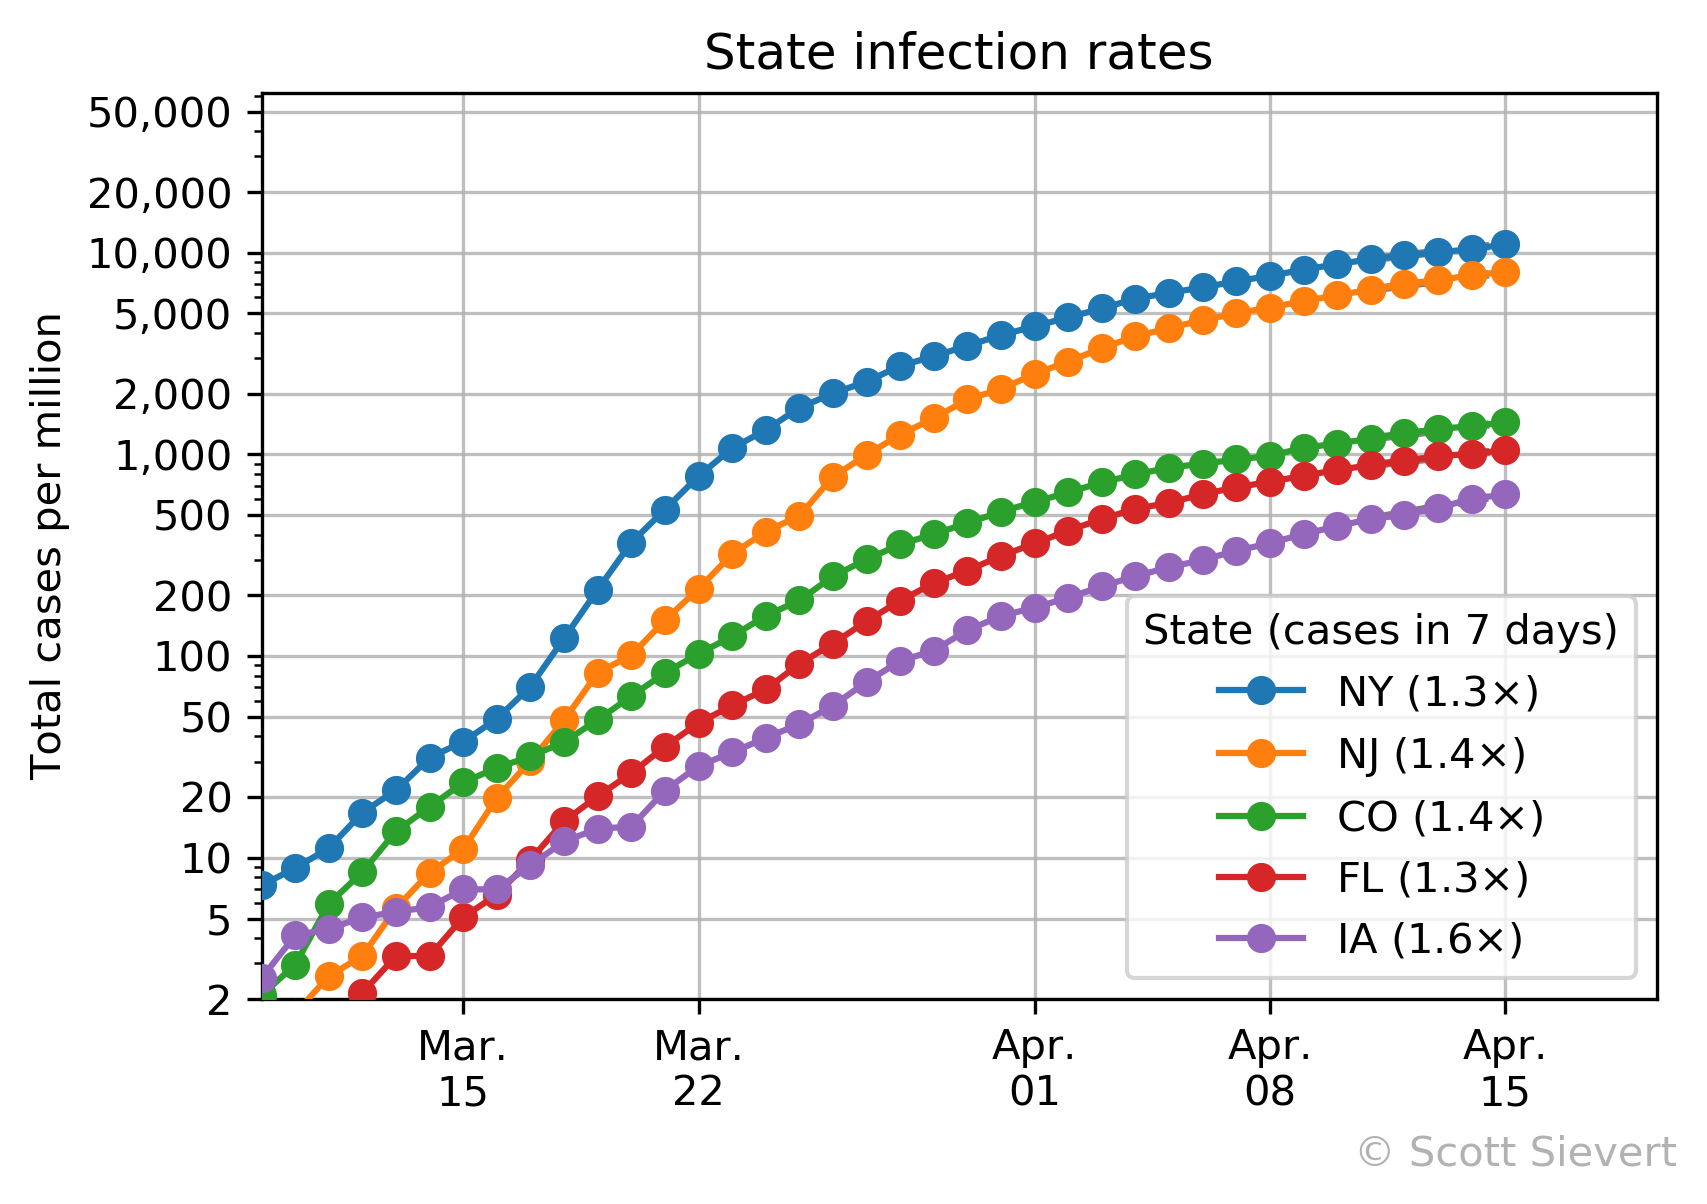 State infection rates
Total cases per million
50,000
20,000
10,000
5,000
2,000
1,000
500
200
100
50
20
10
5
2
State (cases in 7 days)
NY (1.3×)
NJ (1.4×)
CO (1.4×)
FL (1.3×)
IA (1.6×)
Mar. Mar. Apr. Apr. Apr.
15 22 01 08 15
© Scott Sievert